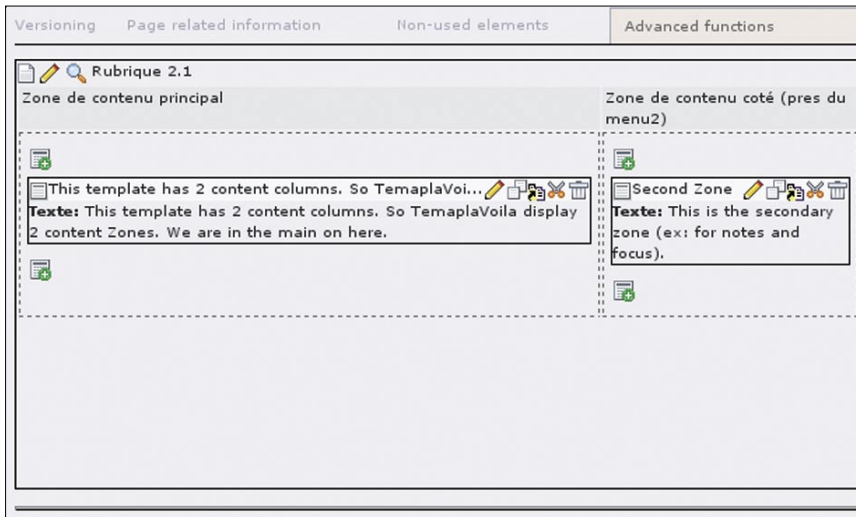 Versioning Page related information Non-used elements Advanced functions
Rubrique 2.1
Zone de contenu principal
Zone de contenu coté (pres du
menu2)
This template has 2 content columns. So TemaplaVoi...
Texte: This template has 2 content columns. So TemaplaVoila display
2 content Zones. We are in the main on here.
Second Zone
Texte: This is the secondary
zone (ex: for notes and
focus).